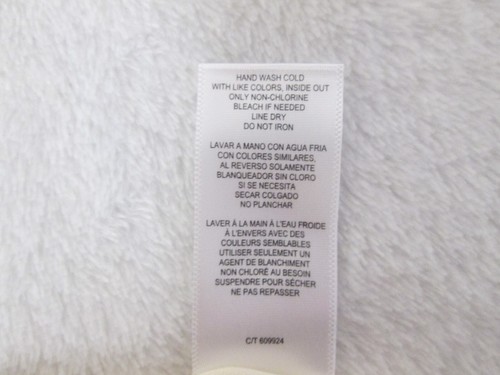 HAND WASH COLD
WITH LIKE COLORS, INSIDE OUT
ONLY NON-CHLORINE
BLEACH IF NEEDED
LINE DRY
DO NOT IRON
LAVAR A MANO CON AGUA FRIA
CON COLORES SIMILARES,
AL REVERSO SOLAMENTE
BLANQUEADOR SIN CLORO
SI SE NECESITA
SECAR COLGADO
NO PLANCHAR
LAVER À LA MAIN À L'EAU FROIDE
À L'ENVERS AVEC DES
COULEURS SEMBLABLES
UTILISER SEULEMENT UN
AGENT DE BLANCHIMENT
NON CHLORÉ AU BESOIN
SUSPENDRE POUR SÉCHER
NE PAS REPASSER
C/T 609924